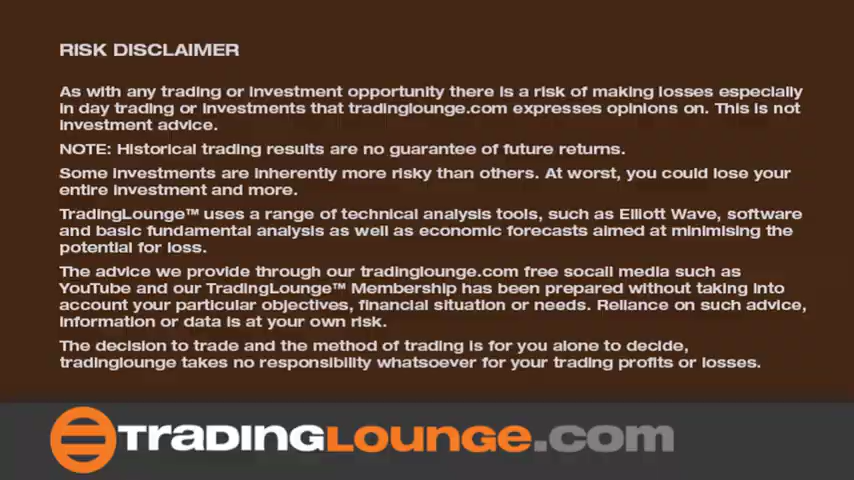 RISK DISCLAIMER
As with any trading or investment opportunity there is a risk of making losses especially
in day trading or investments that tradinglounge.com expresses opinions on. This is not
investment advice.
NOTE: Historical trading results are no guarantee of future returns.
Some investments are inherently more risky than others. At worst, you could lose your
entire investment and more.
TradingLounge™ uses a range of technical analysis tools, such as Elliott Wave, software
and basic fundamental analysis as well as economic forecasts aimed at minimising the
potential for loss.
The advice we provide through our tradinglounge.com free socail media such as
YouTube and our TradingLounge™ Membership has been prepared without taking into
account your particular objectives, financial situation or needs. Reliance on such advice,
information or data is at your own risk.
The decision to trade and the method of trading is for you alone to decide,
tradinglounge takes no responsibility whatsoever for your trading profits or losses.
TRADINGLOUNGE.com